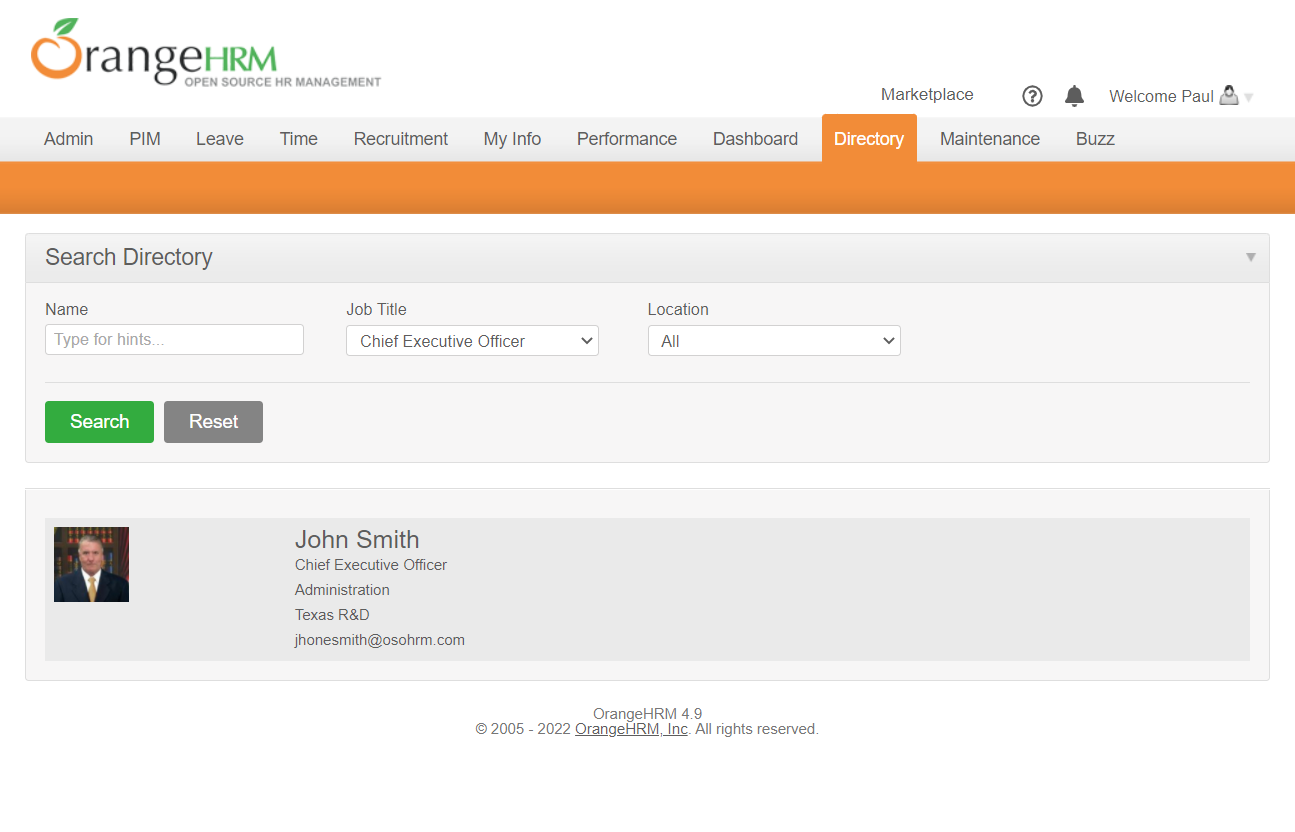 OrangeHRM
OPEN SOURCE HR MANAGEMENT
Marketplace ? Welcome Paul
Admin PIM Leave Time Recruitment My Info Performance Dashboard Directory Maintenance Buzz
Search Directory
Name Job Title Location
Type for hints... Chief Executive Officer All
Search Reset
John Smith
Chief Executive Officer
Administration
Texas R&D
jhonesmith@osohrm.com
OrangeHRM 4.9
© 2005 - 2022 OrangeHRM, Inc. All rights reserved.